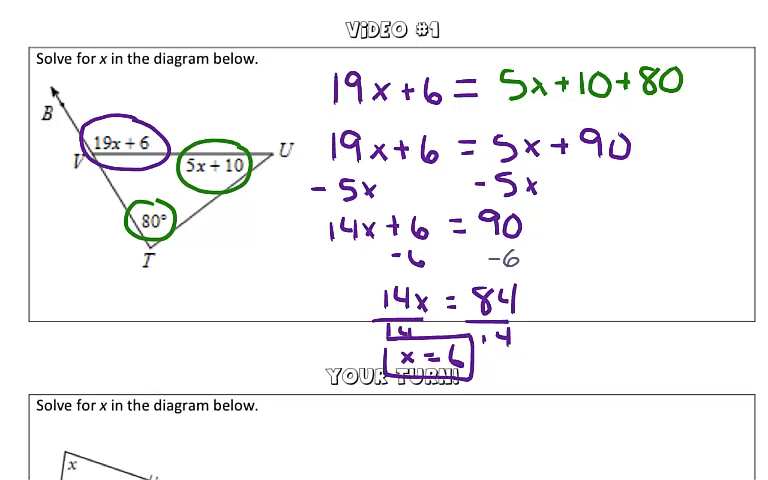 ViDEO #1
Solve for x in the diagram below.
19x + 6 = 5x + 10 + 80
B
19x + 6
V
U
5x + 10
19x + 6 = 5x + 90
- 5x - 5x
80°
14x + 6 = 90
T
-6 -6
14x = 84
14 14
x = 6
YOUR TURN!
Solve for x in the diagram below.
x